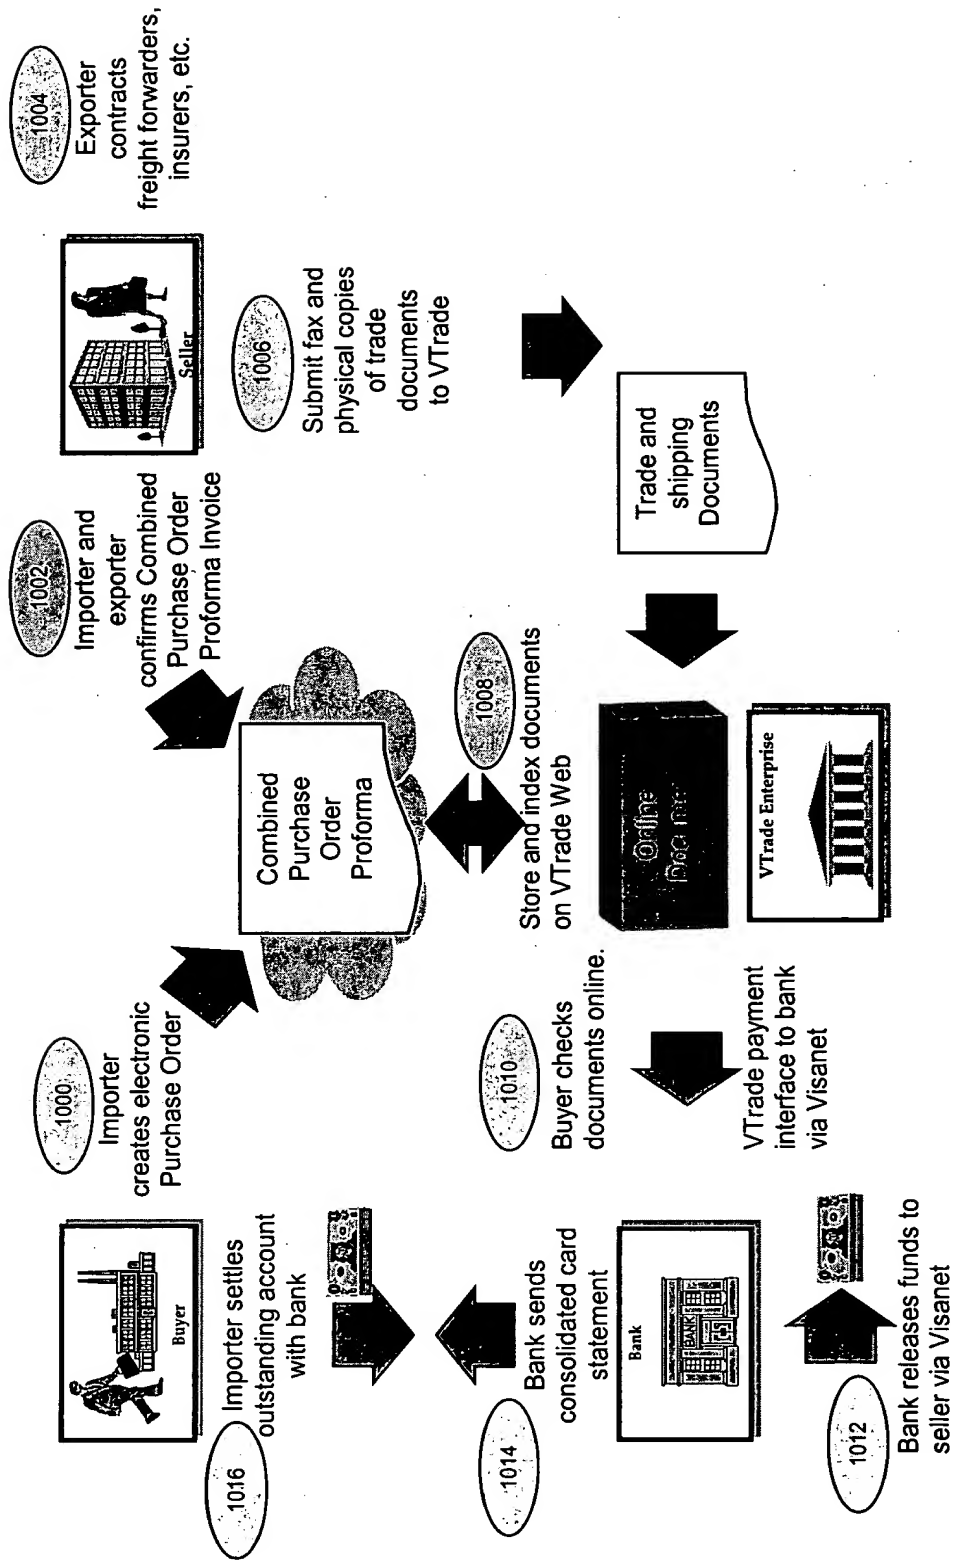 1016
Buyer
Importer settles
outstanding account
with bank
1000
Importer
creates electronic
Purchase Order
1002
Importer and
exporter
confirms Combined
Purchase Order
Proforma Invoice
Seller
1004
Exporter
contracts
freight forwarders,
insurers, etc.
1006
Submit fax and
physical copies
of trade
documents
to VTrade
Combined
Purchase
Order
Proforma
1008
Store and index documents
on VTrade Web
1014
Bank sends
consolidated card
statement
1010
Buyer checks
documents online.
Online
Trade and
shipping
Documents
Bank
BANK
VTrade payment
interface to bank
via Visanet
VTrade Enterprise
1012
Bank releases funds to
seller via Visanet